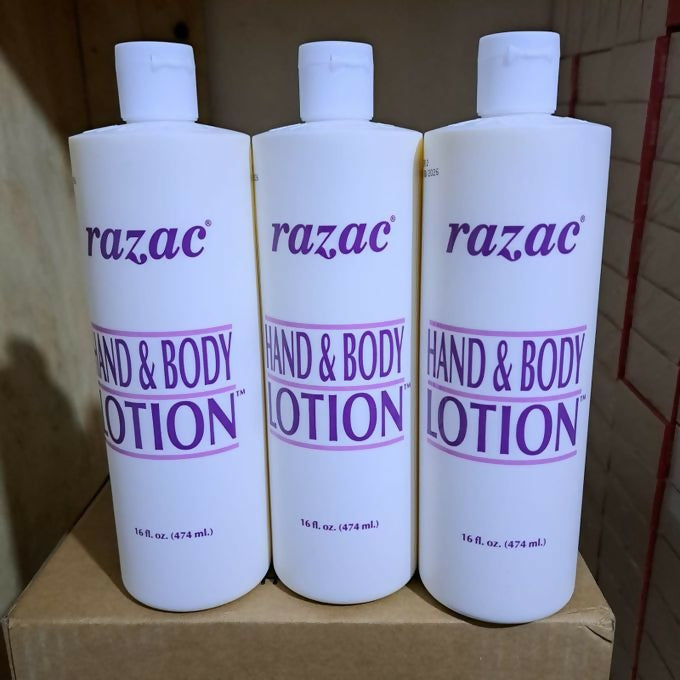 razac®
HAND & BODY
LOTION™
16 fl. oz. (474 ml.)
razac®
HAND & BODY
LOTION™
16 fl. oz. (474 ml.)
razac®
HAND & BODY
LOTION™
16 fl. oz. (474 ml.)
2026